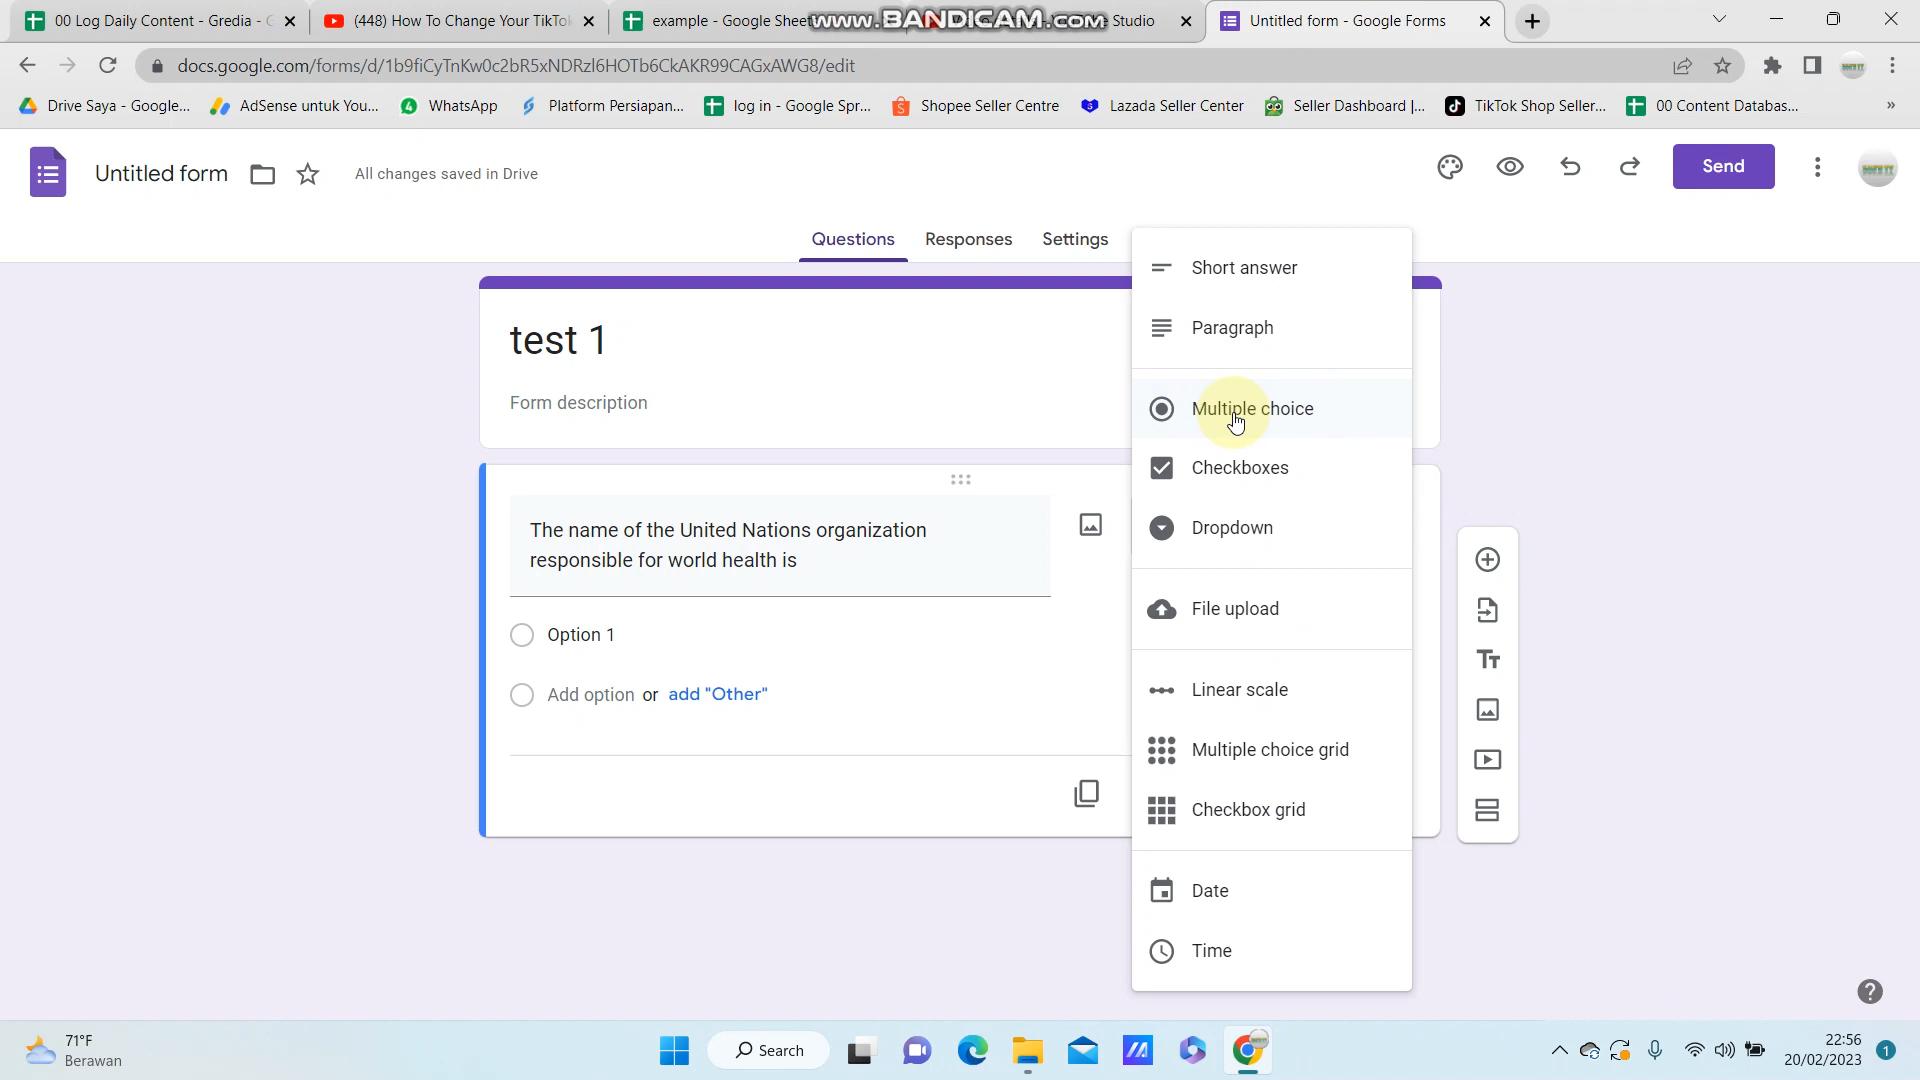 00 Log Daily Content - Gredia - G
(448) How To Change Your TikTok
example - Google Sheet
www.BANDICAM.com
be Studio
Untitled form - Google Forms
docs.google.com/forms/d/1b9fiCyTnKw0c2bR5xNDRzl6HOTb6CkAKR99CAGxAWG8/edit
Drive Saya - Google...
AdSense untuk You...
WhatsApp
Platform Persiapan...
log in - Google Spr...
Shopee Seller Centre
Lazada Seller Center
Seller Dashboard |...
TikTok Shop Seller...
00 Content Databas...
»
Untitled form
All changes saved in Drive
Send
Questions
Responses
Settings
test 1
Form description
The name of the United Nations organization
responsible for world health is
Option 1
Add option or add "Other"
Short answer
Paragraph
Multiple choice
Checkboxes
Dropdown
File upload
Linear scale
Multiple choice grid
Checkbox grid
Date
Time
71°F
Berawan
Search
22:56
20/02/2023
1